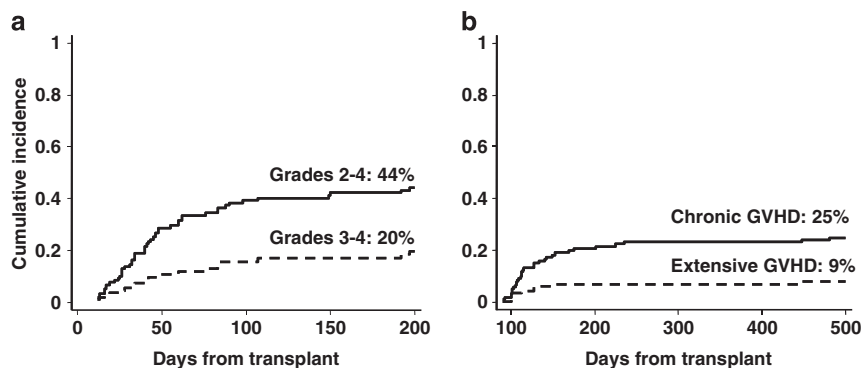 a
Cumulative incidence
1
0.8
0.6
0.4
0.2
0
Grades 2-4: 44%
Grades 3-4: 20%
0 50 100 150 200
Days from transplant
b
1
0.8
0.6
0.4
0.2
0
Chronic GVHD: 25%
Extensive GVHD: 9%
100 200 300 400 500
Days from transplant